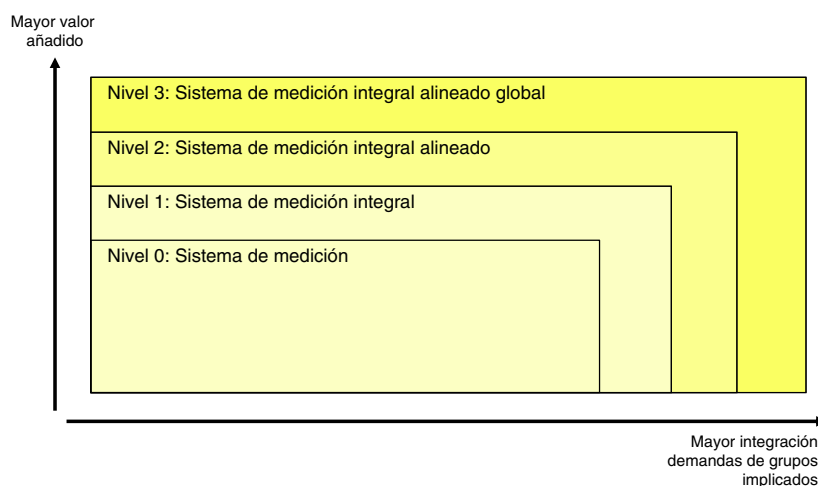 Mayor valor
añadido
Nivel 3: Sistema de medición integral alineado global
Nivel 2: Sistema de medición integral alineado
Nivel 1: Sistema de medición integral
Nivel 0: Sistema de medición
Mayor integración
demandas de grupos
implicados